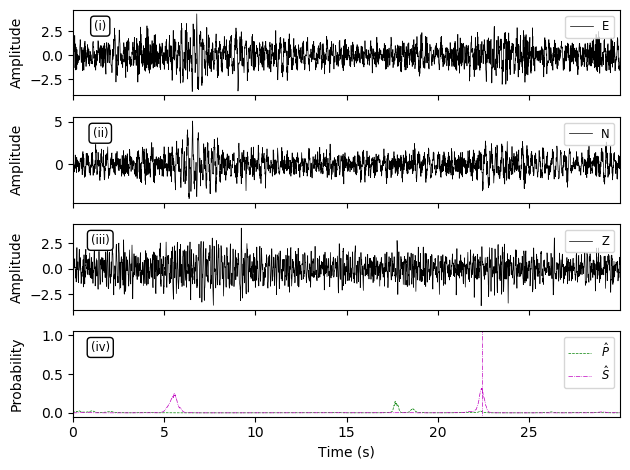 (i)
E
Amplitude
2.5
0.0
−2.5
(ii)
N
Amplitude
5
0
(iii)
Z
Amplitude
2.5
0.0
−2.5
(iv)
P̂
Ŝ
Probability
1.0
0.5
0.0
0 5 10 15 20 25
Time (s)